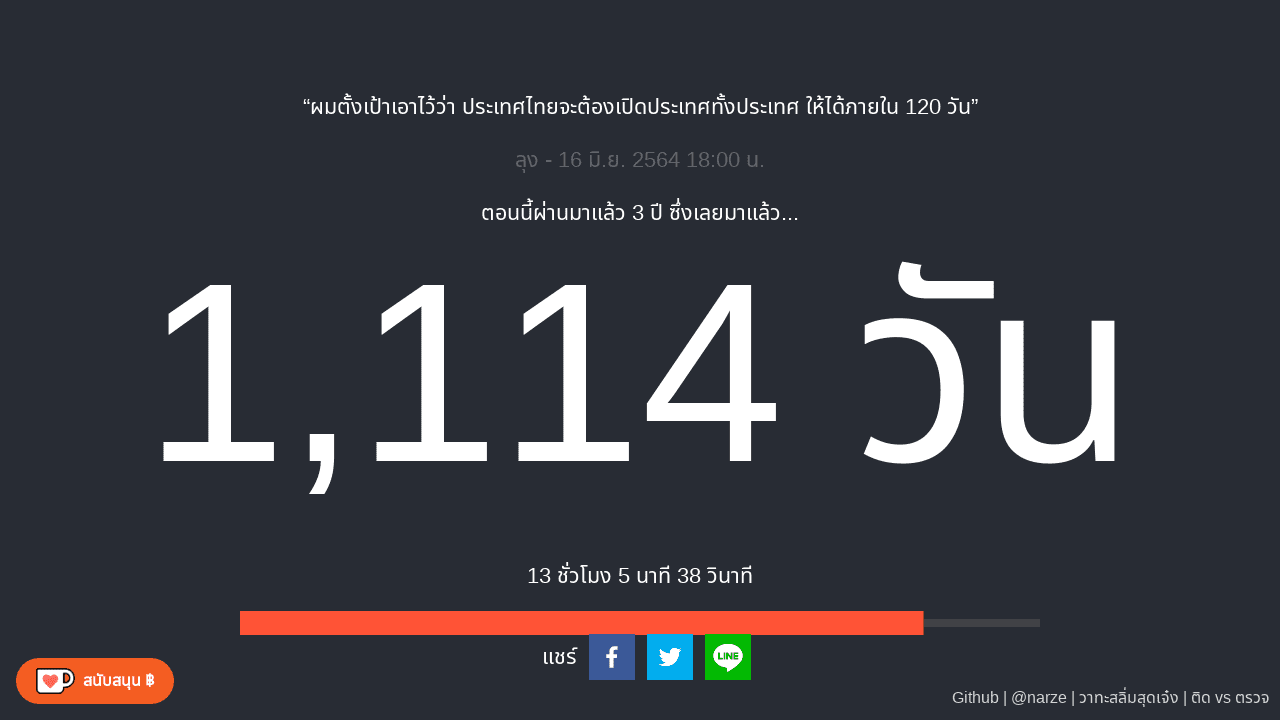 “ผมตั้งเป้าเอาไว้ว่า ประเทศไทยจะต้องเปิดประเทศทั้งประเทศ ให้ได้ภายใน 120 วัน”
ลุง - 16 มิ.ย. 2564 18:00 น.
ตอนนี้ผ่านมาแล้ว 3 ปี ซึ่งเลยมาแล้ว...
1,114 วัน
13 ชั่วโมง 5 นาที 38 วินาที
แชร์
LINE
สนับสนุน ฿
Github | @narze | วาทะสลิ่มสุดเจ๋ง | ติด vs ตรวจ